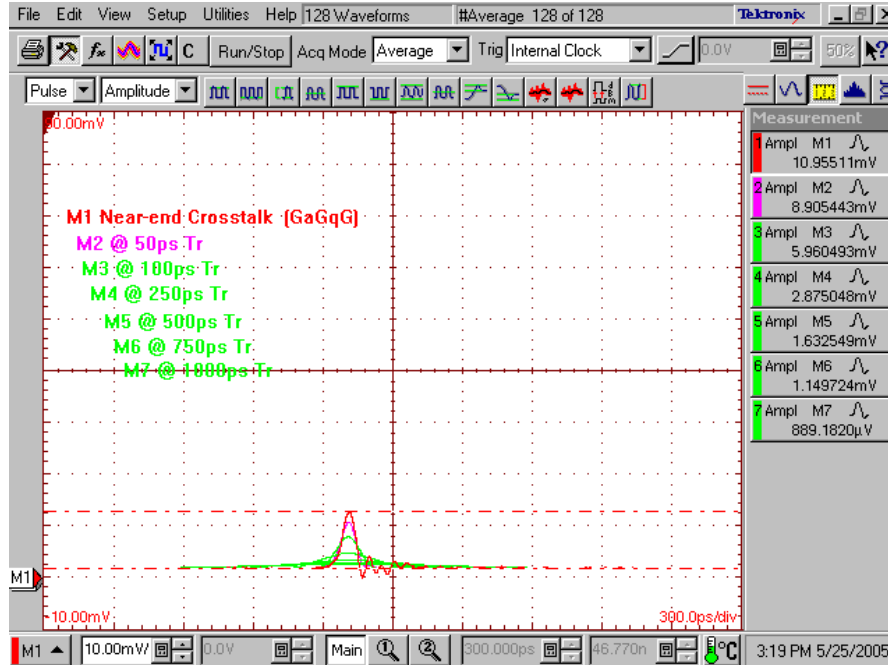 File Edit View Setup Utilities Help 128 Waveforms #Average 128 of 128 Tektronix
Run/Stop Acq Mode Average Trig Internal Clock 0.0V 50%
Pulse Amplitude
90.00mV
M1 Near-end Crosstalk (GaGqG)
M2 @ 50ps Tr
M3 @ 100ps Tr
M4 @ 250ps Tr
M5 @ 500ps Tr
M6 @ 750ps Tr
M7 @ 1000ps Tr
M1
-10.00mV 300.0ps/div
Measurement
1 Ampl M1
10.95511mV
2 Ampl M2
8.905443mV
3 Ampl M3
5.960493mV
4 Ampl M4
2.875048mV
5 Ampl M5
1.632549mV
6 Ampl M6
1.149724mV
7 Ampl M7
889.1820µV
M1 10.00mV/ 0.0V Main 1 2 300.000ps 46.770n °C 3:19 PM 5/25/2005